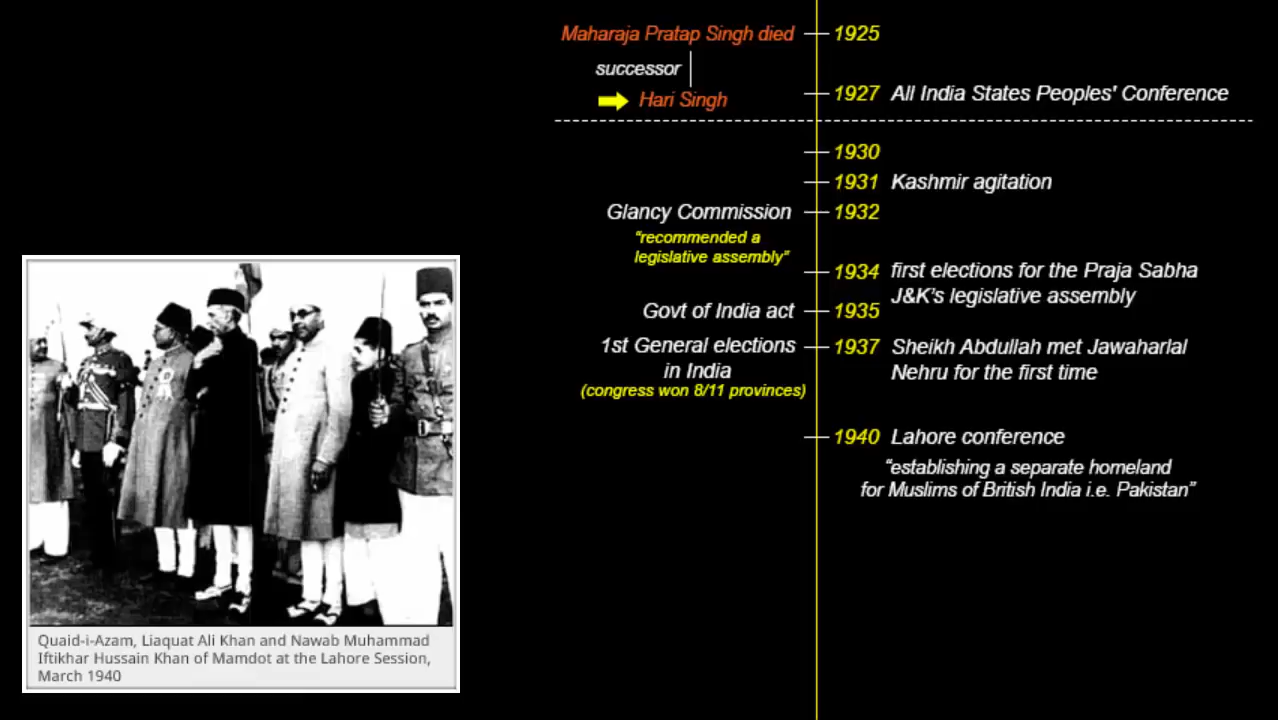 Maharaja Pratap Singh died
1925
successor
Hari Singh
1927
All India States Peoples' Conference
1930
1931
Kashmir agitation
Glancy Commission
1932
“recommended a
legislative assembly”
1934
first elections for the Praja Sabha
J&K's legislative assembly
Govt of India act
1935
1st General elections
in India
(congress won 8/11 provinces)
1937
Sheikh Abdullah met Jawaharlal
Nehru for the first time
1940
Lahore conference
“establishing a separate homeland
for Muslims of British India i.e. Pakistan”
Quaid-i-Azam, Liaquat Ali Khan and Nawab Muhammad
Iftikhar Hussain Khan of Mamdot at the Lahore Session,
March 1940